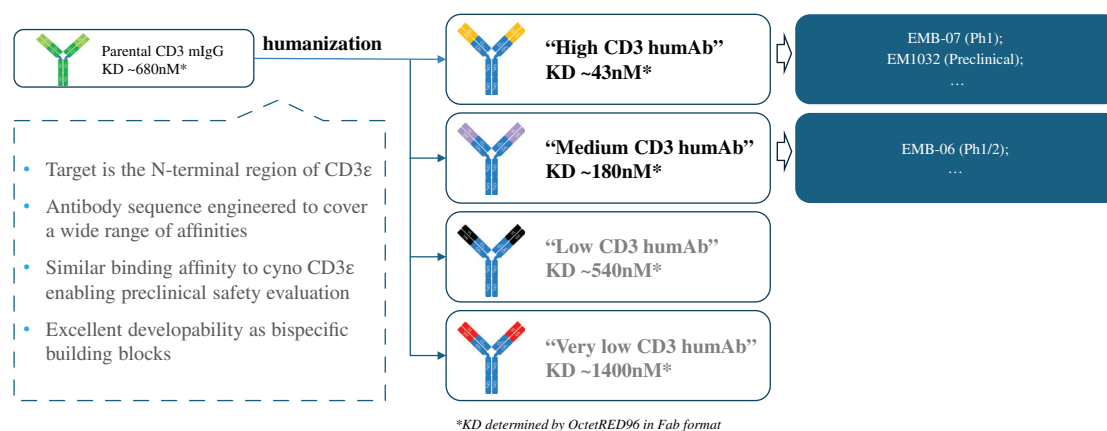 Parental CD3 mIgG
KD ~680nM*
humanization
“High CD3 humAb”
KD ~43nM*
EMB-07 (Ph1);
EM1032 (Preclinical);
…
“Medium CD3 humAb”
KD ~180nM*
EMB-06 (Ph1/2);
…
“Low CD3 humAb”
KD ~540nM*
“Very low CD3 humAb”
KD ~1400nM*
• Target is the N-terminal region of CD3ε
• Antibody sequence engineered to cover
a wide range of affinities
• Similar binding affinity to cyno CD3ε
enabling preclinical safety evaluation
• Excellent developability as bispecific
building blocks
*KD determined by OctetRED96 in Fab format